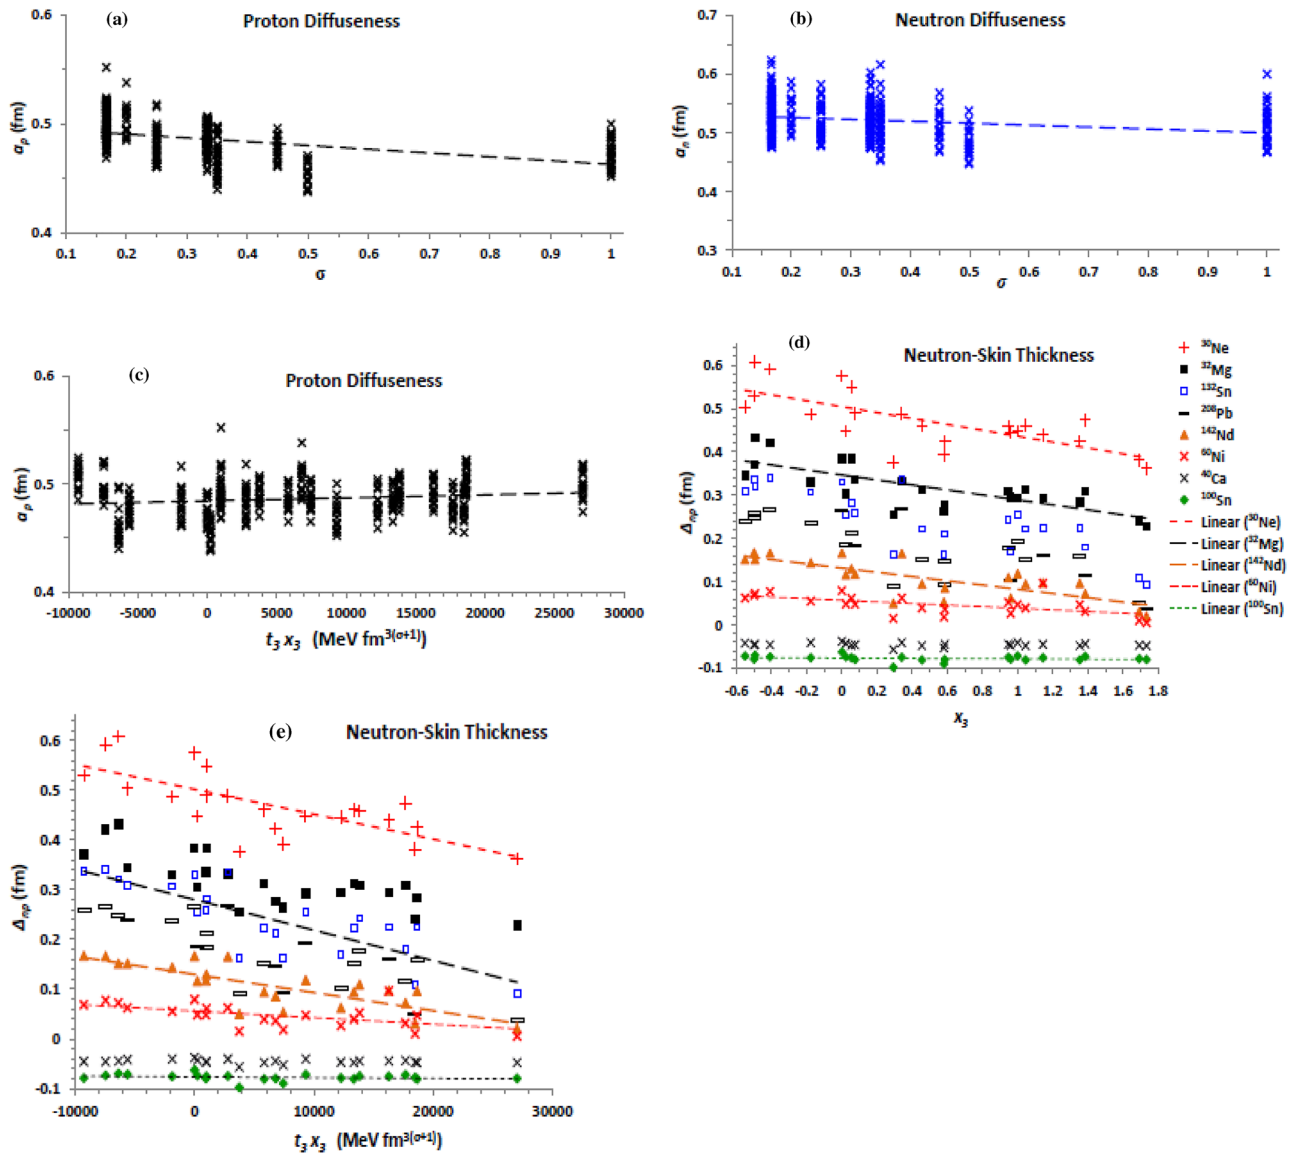 (a) Proton Diffuseness
0.6
0.5
0.4
aₚ (fm)
0.1 0.2 0.3 0.4 0.5 0.6 0.7 0.8 0.9 1
σ
(b) Neutron Diffuseness
0.7
0.6
0.5
0.4
0.3
aₙ (fm)
0.1 0.2 0.3 0.4 0.5 0.6 0.7 0.8 0.9 1
σ
(c) Proton Diffuseness
0.6
0.5
0.4
aₚ (fm)
-10000 -5000 0 5000 10000 15000 20000 25000 30000
t₃ x₃ (MeV fm³⁽σ⁺¹⁾)
(d) Neutron-Skin Thickness
0.6
0.5
0.4
0.3
0.2
0.1
0
-0.1
Δₙₚ (fm)
-0.6 -0.4 -0.2 0 0.2 0.4 0.6 0.8 1 1.2 1.4 1.6 1.8
x₃
³⁰Ne
³²Mg
¹³²Sn
²⁰⁸Pb
¹⁴²Nd
⁶⁰Ni
⁴⁰Ca
¹⁰⁰Sn
Linear (³⁰Ne)
Linear (³²Mg)
Linear (¹⁴²Nd)
Linear (⁶⁰Ni)
Linear (¹⁰⁰Sn)
(e) Neutron-Skin Thickness
0.6
0.5
0.4
0.3
0.2
0.1
0
-0.1
Δₙₚ (fm)
-10000 0 10000 20000 30000
t₃ x₃ (MeV fm³⁽σ⁺¹⁾)